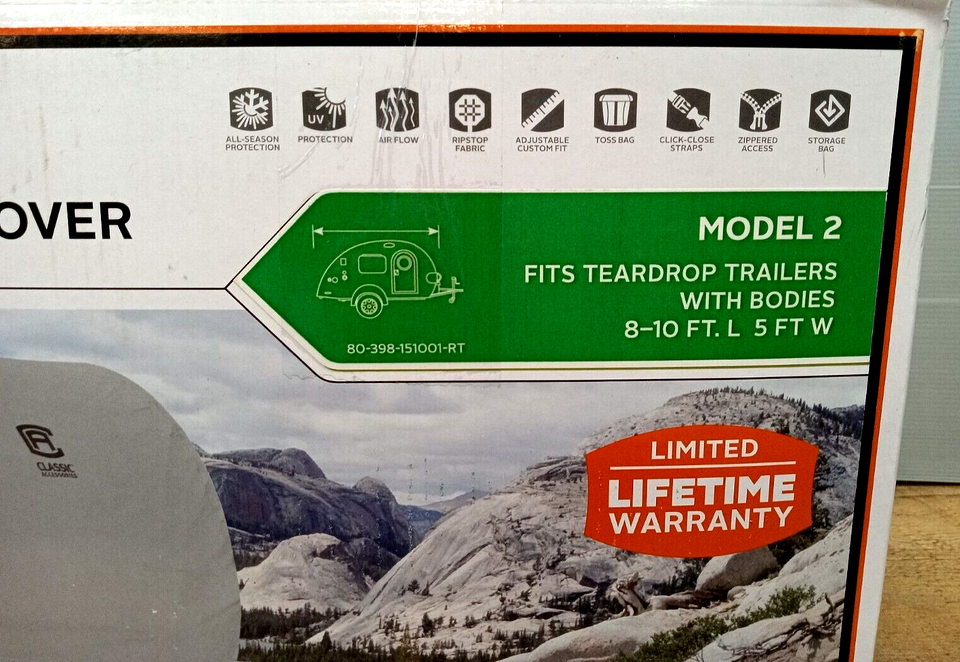 UV
ALL-SEASON
PROTECTION
PROTECTION
AIR FLOW
RIPSTOP
FABRIC
ADJUSTABLE
CUSTOM FIT
TOSS BAG
CLICK-CLOSE
STRAPS
ZIPPERED
ACCESS
STORAGE
BAG
OVER
MODEL 2
FITS TEARDROP TRAILERS
WITH BODIES
8–10 FT. L 5 FT W
80-398-151001-RT
CLASSIC
ACCESSORIES
LIMITED
LIFETIME
WARRANTY